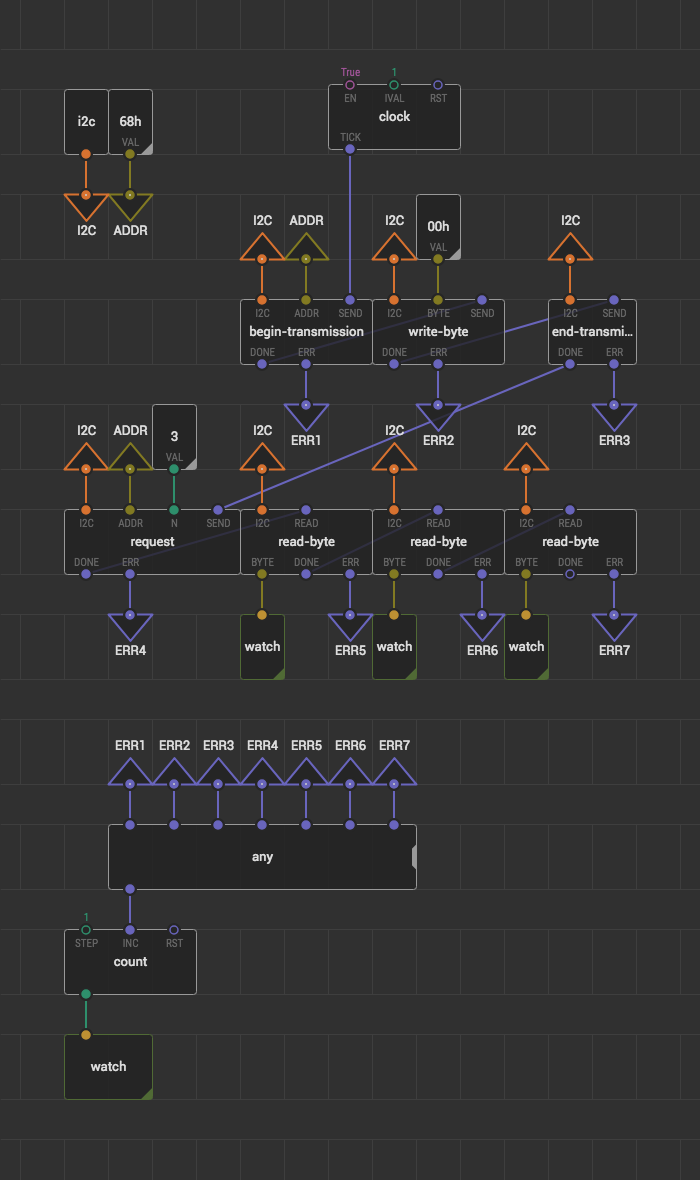 True 1
EN IVAL RST
clock
TICK
i2c 68h
VAL
I2C ADDR
I2C ADDR I2C 00h I2C
VAL
I2C ADDR SEND I2C BYTE SEND I2C SEND
begin-transmission write-byte end-transmi...
DONE ERR DONE ERR DONE ERR
ERR1 ERR2 ERR3
I2C ADDR 3 I2C I2C I2C
VAL
I2C ADDR N SEND I2C READ I2C READ I2C READ
request read-byte read-byte read-byte
DONE ERR BYTE DONE ERR BYTE DONE ERR BYTE DONE ERR
watch watch watch
ERR4 ERR5 ERR6 ERR7
ERR1 ERR2 ERR3 ERR4 ERR5 ERR6 ERR7
any
1
STEP INC RST
count
watch